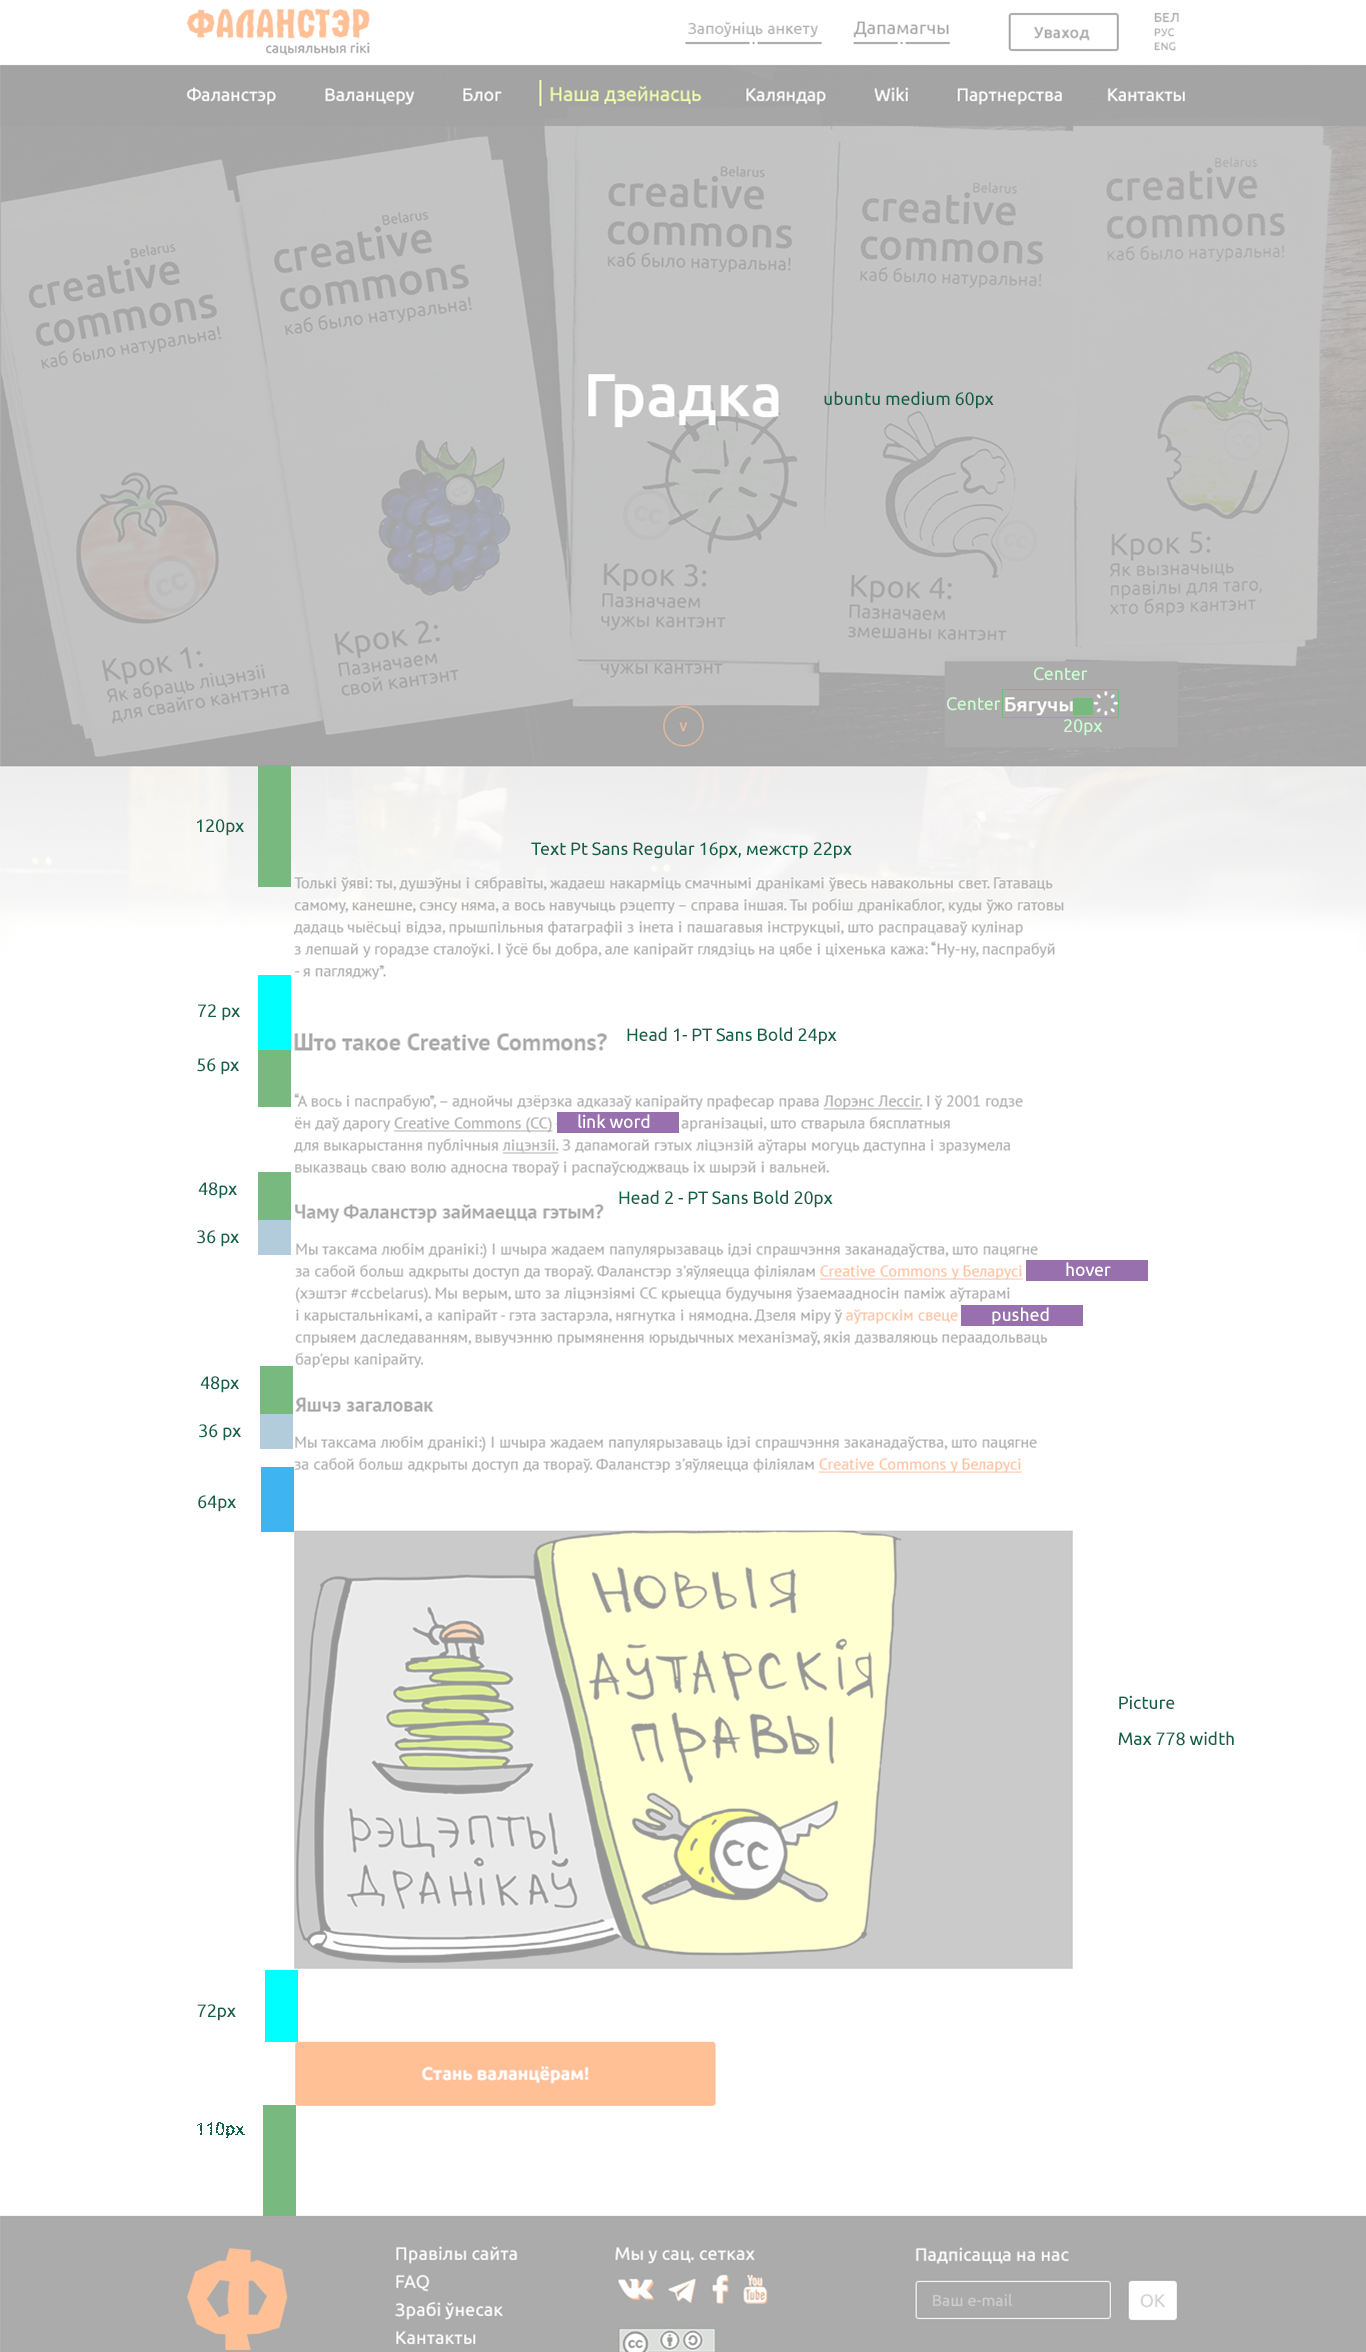 ФАЛАНСТЭР
сацыяльныя гікі
Запоўніць анкету
Дапамагчы
Уваход
БЕЛ
РУС
ENG
Фаланстэр
Валанцеру
Блог
Наша дзейнасць
Каляндар
Wiki
Партнерства
Кантакты
Belarus
creative
commons
каб было натуральна!
Belarus
creative
commons
каб было натуральна!
Belarus
creative
commons
каб было натуральна!
Belarus
creative
commons
каб было натуральна!
Belarus
creative
commons
каб было натуральна!
Градка
ubuntu medium 60px
cc
cc
cc
cc
cc
Крок 1:
Як абраць ліцэнзіі
для свайго кантэнта
Крок 2:
Пазначаем
свой кантэнт
Крок 3:
Пазначаем
чужы кантэнт
чужы кантэнт
Крок 4:
Пазначаем
змешаны кантэнт
Крок 5:
Як вызначыць
правілы для таго,
хто бярэ кантэнт
Center
Center
Бягучы
20px
120px
Text Pt Sans Regular 16px, межстр 22px
Толькі ўяві: ты, душэўны і сябравіты, жадаеш накарміць смачнымі дранікамі ўвесь навакольны свет. Гатаваць
самому, канешне, сэнсу няма, а вось навучыць рэцепту – справа іншая. Ты робіш дранікаблог, куды ўжо гатовы
дадаць чыёсьці відэа, прышпільныя фатаграфіі з інета і пашагавыя інструкцыі, што распрацаваў кулінар
з лепшай у горадзе сталоўкі. І ўсё бы добра, але капірайт глядзіць на цябе і ціхенька кажа: “Ну-ну, паспрабуй
- я пагляджу”.
72 px
Што такое Creative Commons?
Head 1- PT Sans Bold 24px
56 px
“А вось і паспрабую”, – аднойчы дзёрзка адказаў капірайту прафесар права Лорэнс Лессіг. І ў 2001 годзе
ён даў дарогу Creative Commons (CC) link word арганізацыі, што стварыла бясплатныя
для выкарыстання публічныя ліцэнзіі. З дапамогай гэтых ліцэнзій аўтары могуць даступна і зразумела
выказваць сваю волю адносна твораў і распаўсюджваць іх шырэй і вальней.
48px
Head 2 - PT Sans Bold 20px
Чаму Фаланстэр займаецца гэтым?
36 px
Мы таксама любім дранікі:) І шчыра жадаем папулярызаваць ідэі спрашчэння заканадаўства, што пацягне
за сабой больш адкрыты доступ да твораў. Фаланстэр з'яўляецца філіялам Creative Commons у Беларусі hover
(хэштэг #ccbelarus). Мы верым, што за ліцэнзіямі СС крыецца будучыня ўзаемаадносін паміж аўтарамі
і карыстальнікамі, а капірайт - гэта застарэла, нягнутка і нямодна. Дзеля міру ў аўтарскім свеце pushed
спрыяем даследаванням, вывучэнню прымянення юрыдычных механізмаў, якія дазваляюць пераадольваць
бар'еры капірайту.
48px
Яшчэ загаловак
36 px
Мы таксама любім дранікі:) І шчыра жадаем папулярызаваць ідэі спрашчэння заканадаўства, што пацягне
за сабой больш адкрыты доступ да твораў. Фаланстэр з'яўляецца філіялам Creative Commons у Беларусі
64px
НОВЫЯ
АЎТАРСКІЯ
ПРАВЫ
РЭЦЭПТЫ
ДРАНІКАЎ
CC
Picture
Max 778 width
72px
Стань валанцёрам!
110px
Правілы сайта
FAQ
Зрабі ўнесак
Кантакты
Мы у сац. сетках
You
Tube
cc
Падпісацца на нас
Ваш e-mail
OK